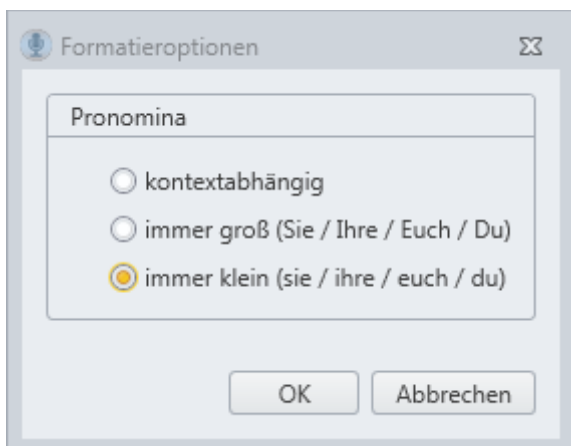 Formatieroptionen
Pronomina
kontextabhängig
immer groß (Sie / Ihre / Euch / Du)
immer klein (sie / ihre / euch / du)
OK Abbrechen